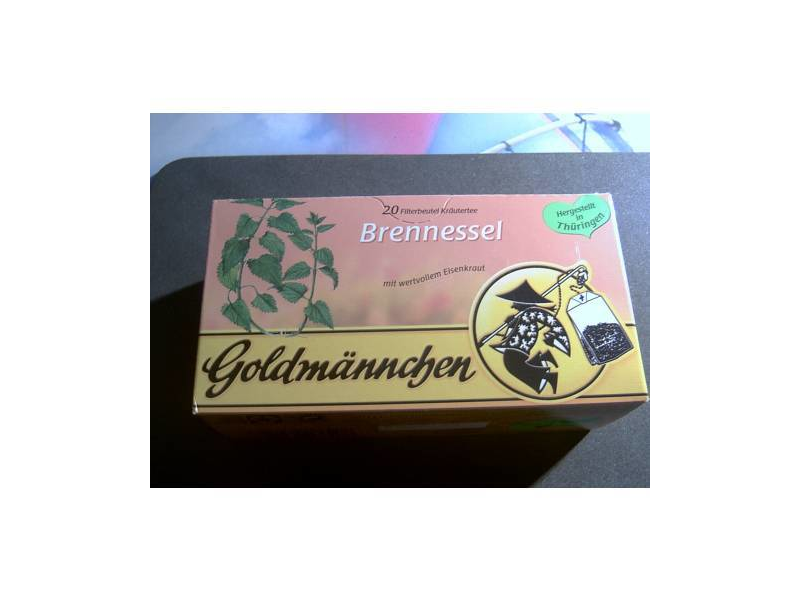 20 Filterbeutel Kräutertee
Brennessel
mit wertvollem Eisenkraut
Hergestellt
in
Thüringen
Goldmännchen